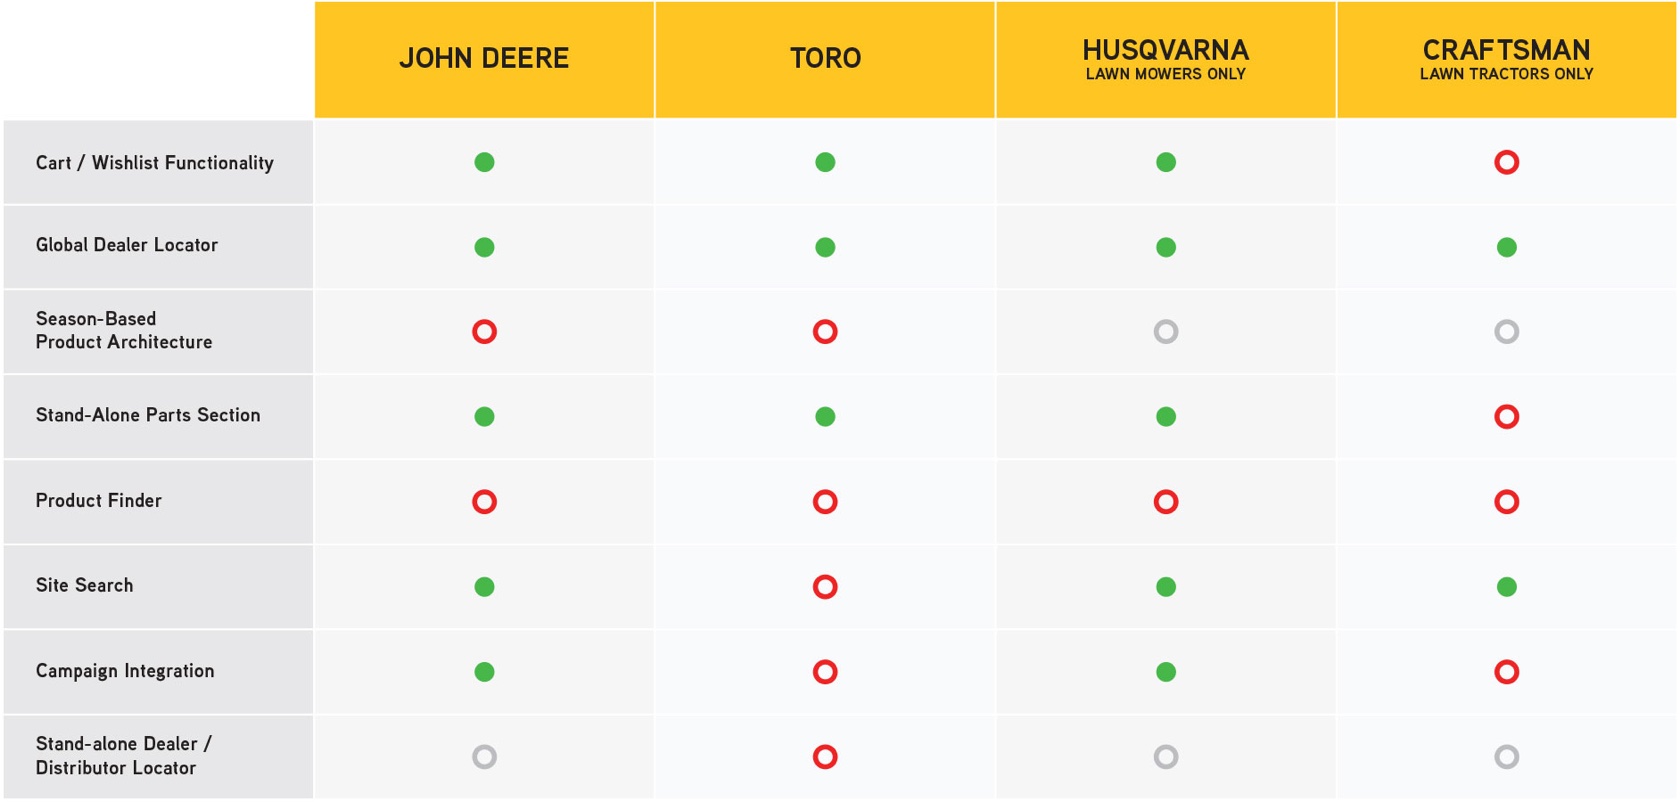 JOHN DEERE
TORO
HUSQVARNA
LAWN MOWERS ONLY
CRAFTSMAN
LAWN TRACTORS ONLY
Cart / Wishlist Functionality
Global Dealer Locator
Season-Based
Product Architecture
Stand-Alone Parts Section
Product Finder
Site Search
Campaign Integration
Stand-alone Dealer /
Distributor Locator